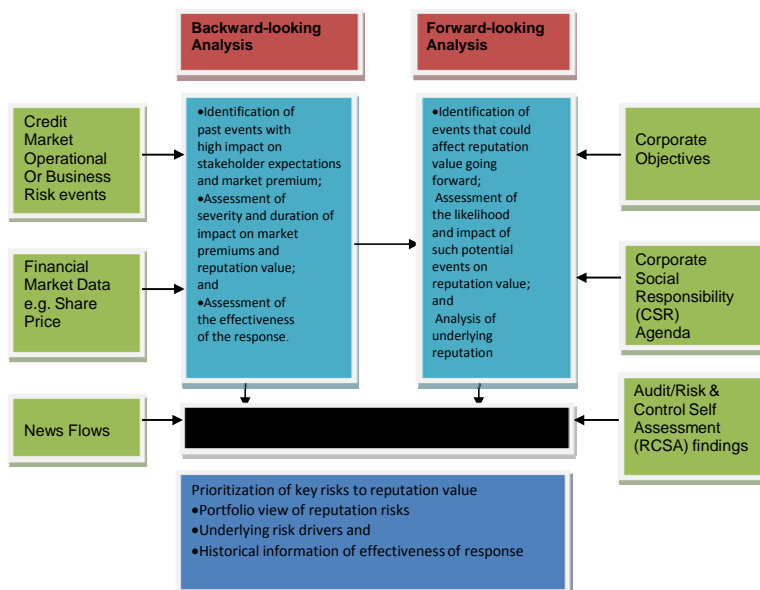 Backward-looking
Analysis
Forward-looking
Analysis
Credit
Market
Operational
Or Business
Risk events
•Identification of
past events with
high impact on
stakeholder expectations
and market premium;
•Assessment of
severity and duration of
impact on market
premiums and
reputation value;
and
•Assessment of
the effectiveness
of the response.
•Identification of
events that could
affect reputation
value going
forward;
Assessment of
the likelihood
and impact of
such potential
events on
reputation value;
and
Analysis of
underlying
reputation
Corporate
Objectives
Financial
Market Data
e.g. Share
Price
Corporate
Social
Responsibility
(CSR)
Agenda
News Flows
Audit/Risk &
Control Self
Assessment
(RCSA) findings
Prioritization of key risks to reputation value
•Portfolio view of reputation risks
•Underlying risk drivers and
•Historical information of effectiveness of response